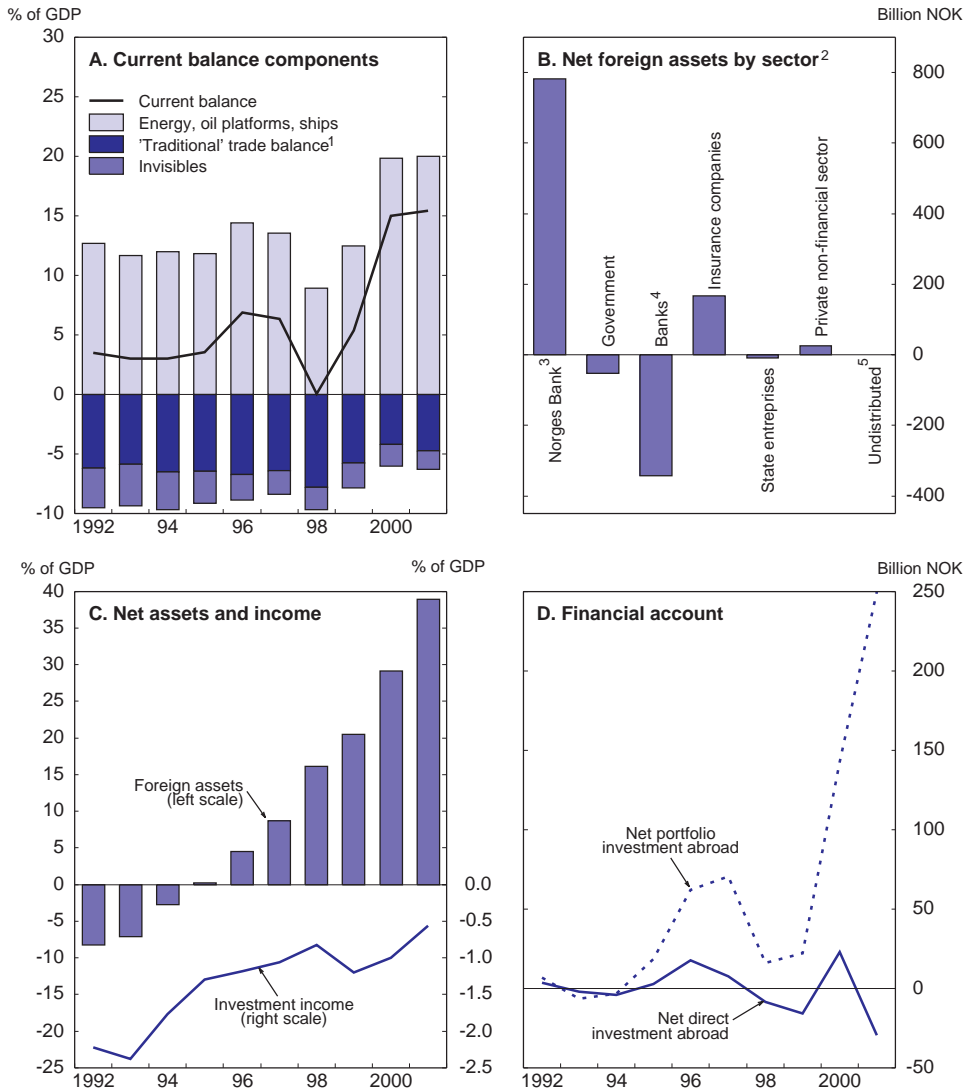 % of GDP
Billion NOK
A. Current balance components
Current balance
Energy, oil platforms, ships
'Traditional' trade balance1
Invisibles
30
25
20
15
10
5
0
-5
-10
1992 94 96 98 2000
B. Net foreign assets by sector2
Norges Bank3
Government
Banks4
Insurance companies
State entreprises
Private non-financial sector
Undistributed5
800
600
400
200
0
-200
-400
% of GDP
% of GDP
C. Net assets and income
Foreign assets
(left scale)
Investment income
(right scale)
40
35
30
25
20
15
10
5
0
-5
-10
-15
-20
-25
0.0
-0.5
-1.0
-1.5
-2.0
-2.5
1992 94 96 98 2000
Billion NOK
D. Financial account
Net portfolio
investment abroad
Net direct
investment abroad
250
200
150
100
50
0
-50
1992 94 96 98 2000